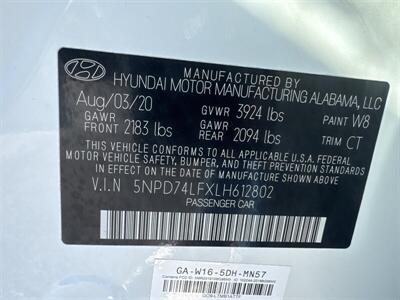 MANUFACTURED BY
HYUNDAI MOTOR MANUFACTURING ALABAMA, LLC
Aug/03/20 GVWR 3924 lbs PAINT W8
GAWR FRONT 2183 lbs GAWR REAR 2094 lbs TRIM CT
THIS VEHICLE CONFORMS TO ALL APPLICABLE U.S. FEDERAL
MOTOR VEHICLE SAFETY, BUMPER, AND THEFT PREVENTION
STANDARDS IN EFFECT ON THE DATE OF MANUFACTURE SHOWN ABOVE.
V.I.N 5NPD74LFXLH612802
PASSENGER CAR
GA-W16-5DH-MN57